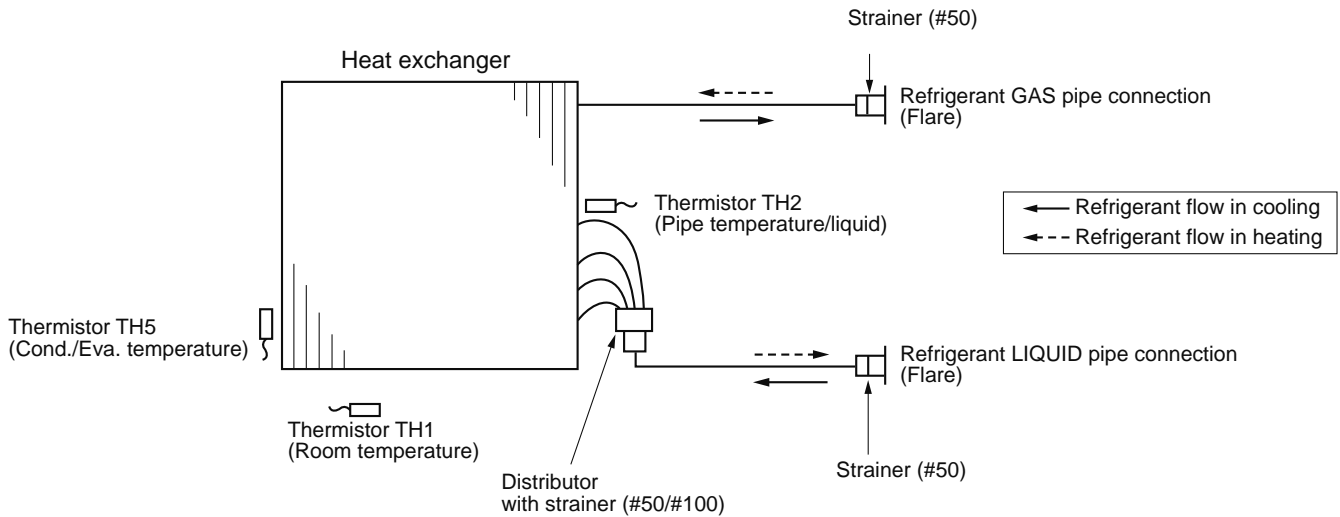 Strainer (#50)
Heat exchanger
Refrigerant GAS pipe connection
(Flare)
Thermistor TH2
(Pipe temperature/liquid)
Refrigerant flow in cooling
Refrigerant flow in heating
Thermistor TH5
(Cond./Eva. temperature)
Refrigerant LIQUID pipe connection
(Flare)
Thermistor TH1
(Room temperature)
Strainer (#50)
Distributor
with strainer (#50/#100)